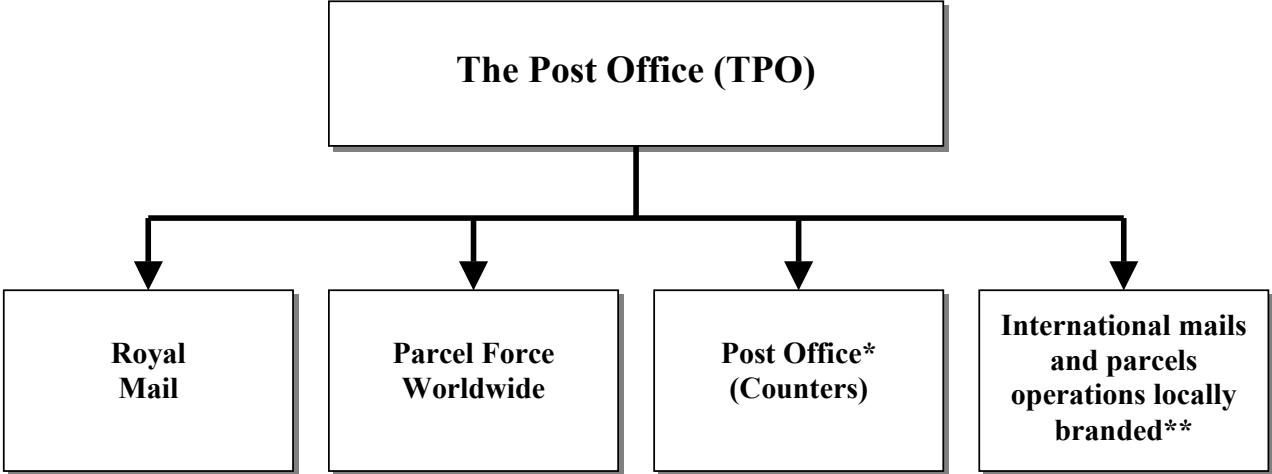 The Post Office (TPO)
Royal
Mail
Parcel Force
Worldwide
Post Office*
(Counters)
International mails
and parcels
operations locally
branded**